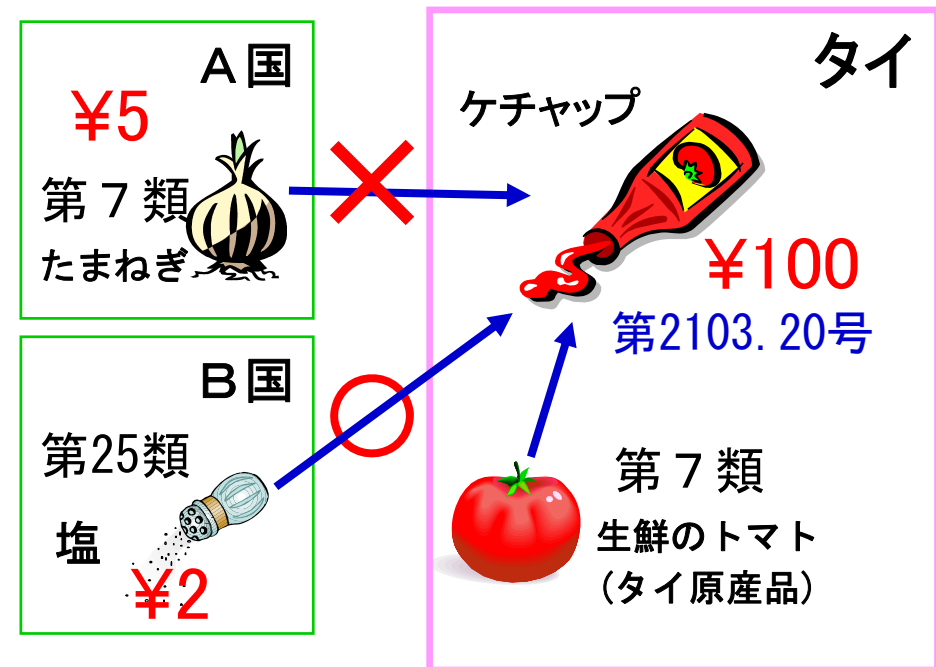 A国
¥5
第７類
たまねぎ
B国
第25類
塩
¥2
タイ
ケチャップ
¥100
第2103.20号
第７類
生鮮のトマト
(タイ原産品)